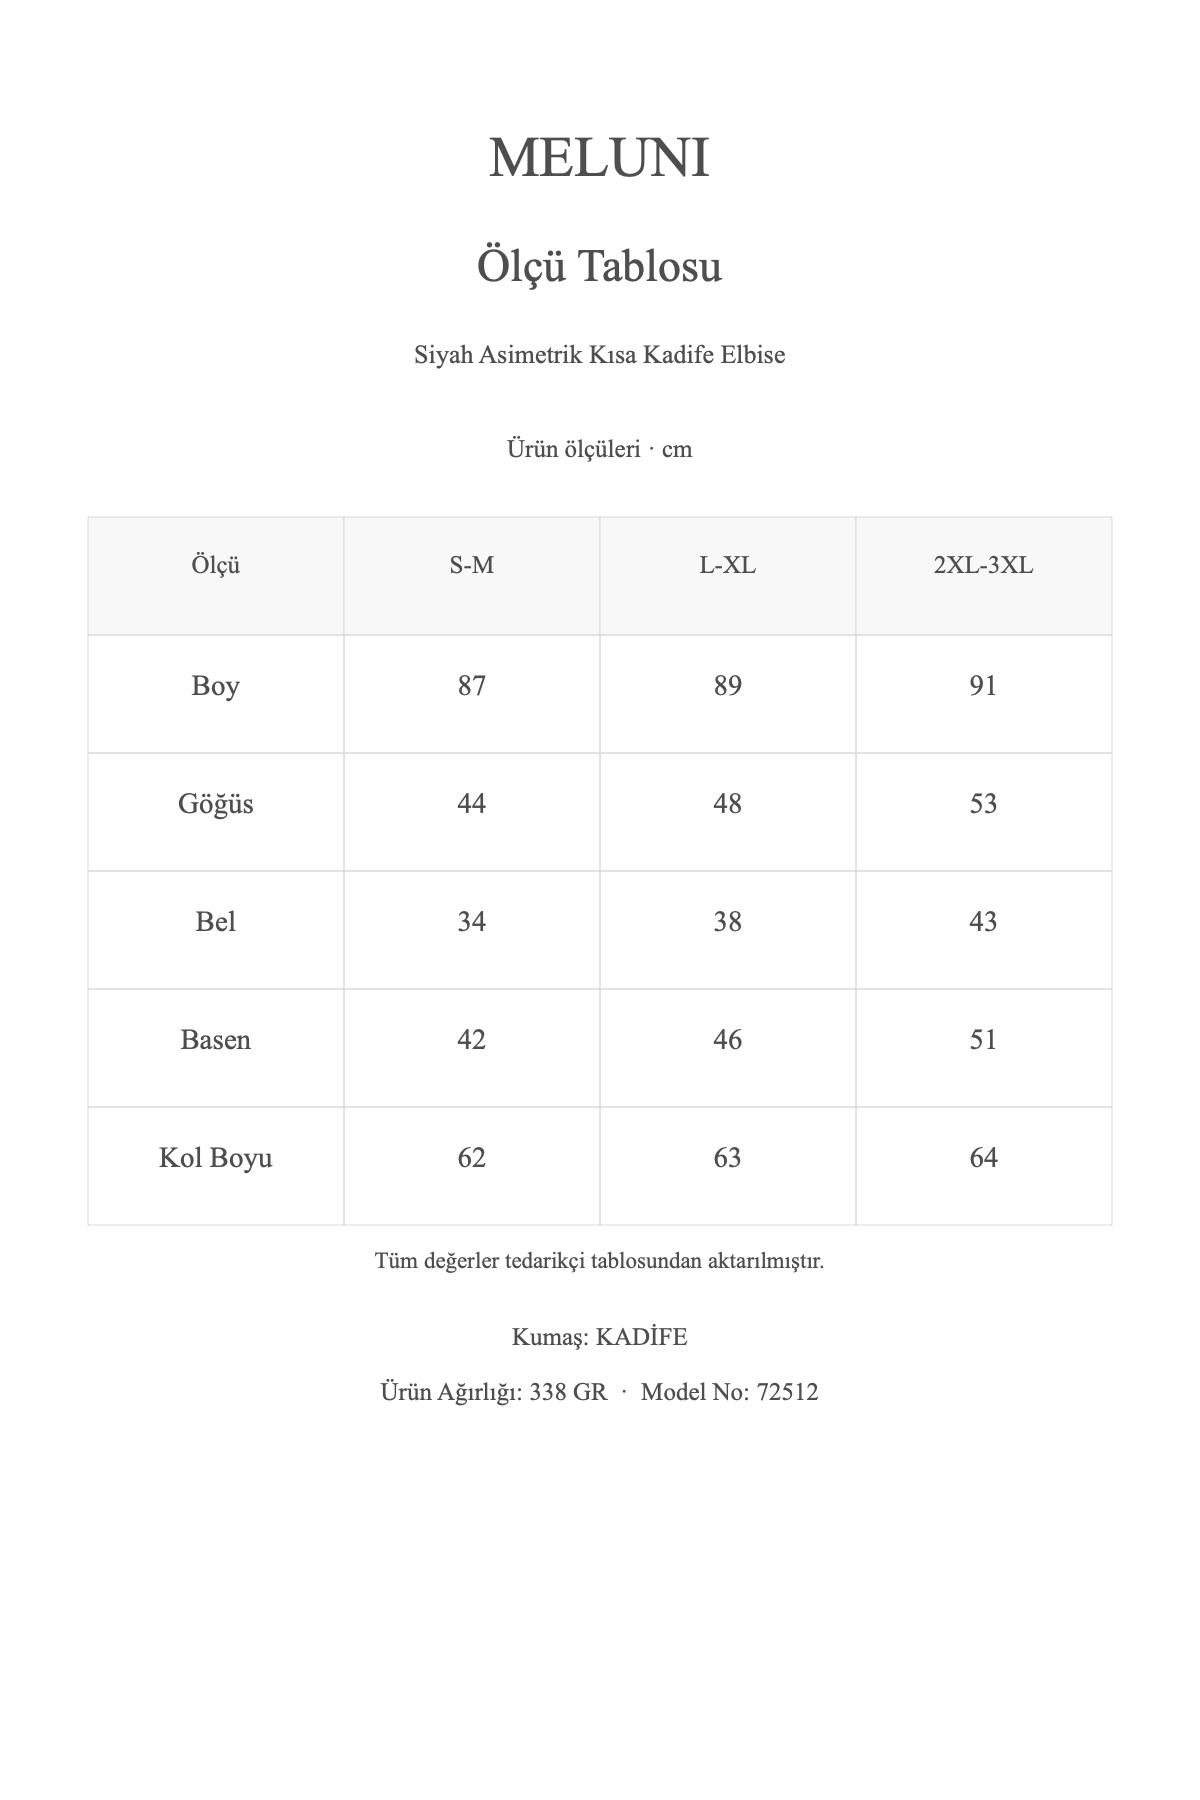 MELUNI
Ölçü Tablosu
Siyah Asimetrik Kısa Kadife Elbise
Ürün ölçüleri · cm
Ölçü S-M L-XL 2XL-3XL
Boy 87 89 91
Göğüs 44 48 53
Bel 34 38 43
Basen 42 46 51
Kol Boyu 62 63 64
Tüm değerler tedarikçi tablosundan aktarılmıştır.
Kumaş: KADİFE
Ürün Ağırlığı: 338 GR · Model No: 72512